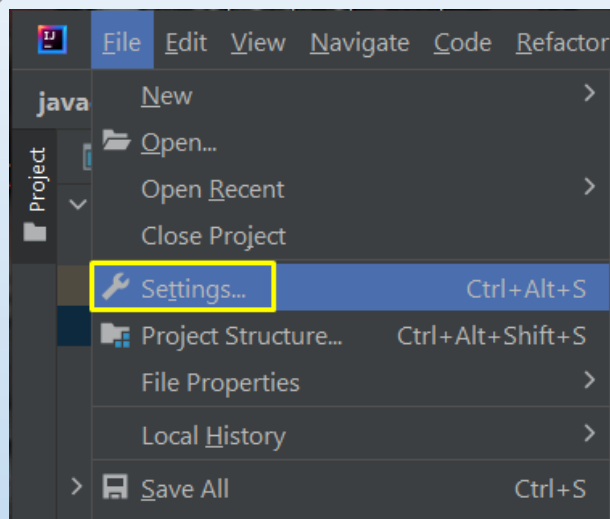 IJ
File Edit View Navigate Code Refactor
java
Project
New
Open...
Open Recent
Close Project
Settings... Ctrl+Alt+S
Project Structure... Ctrl+Alt+Shift+S
File Properties
Local History
Save All Ctrl+S